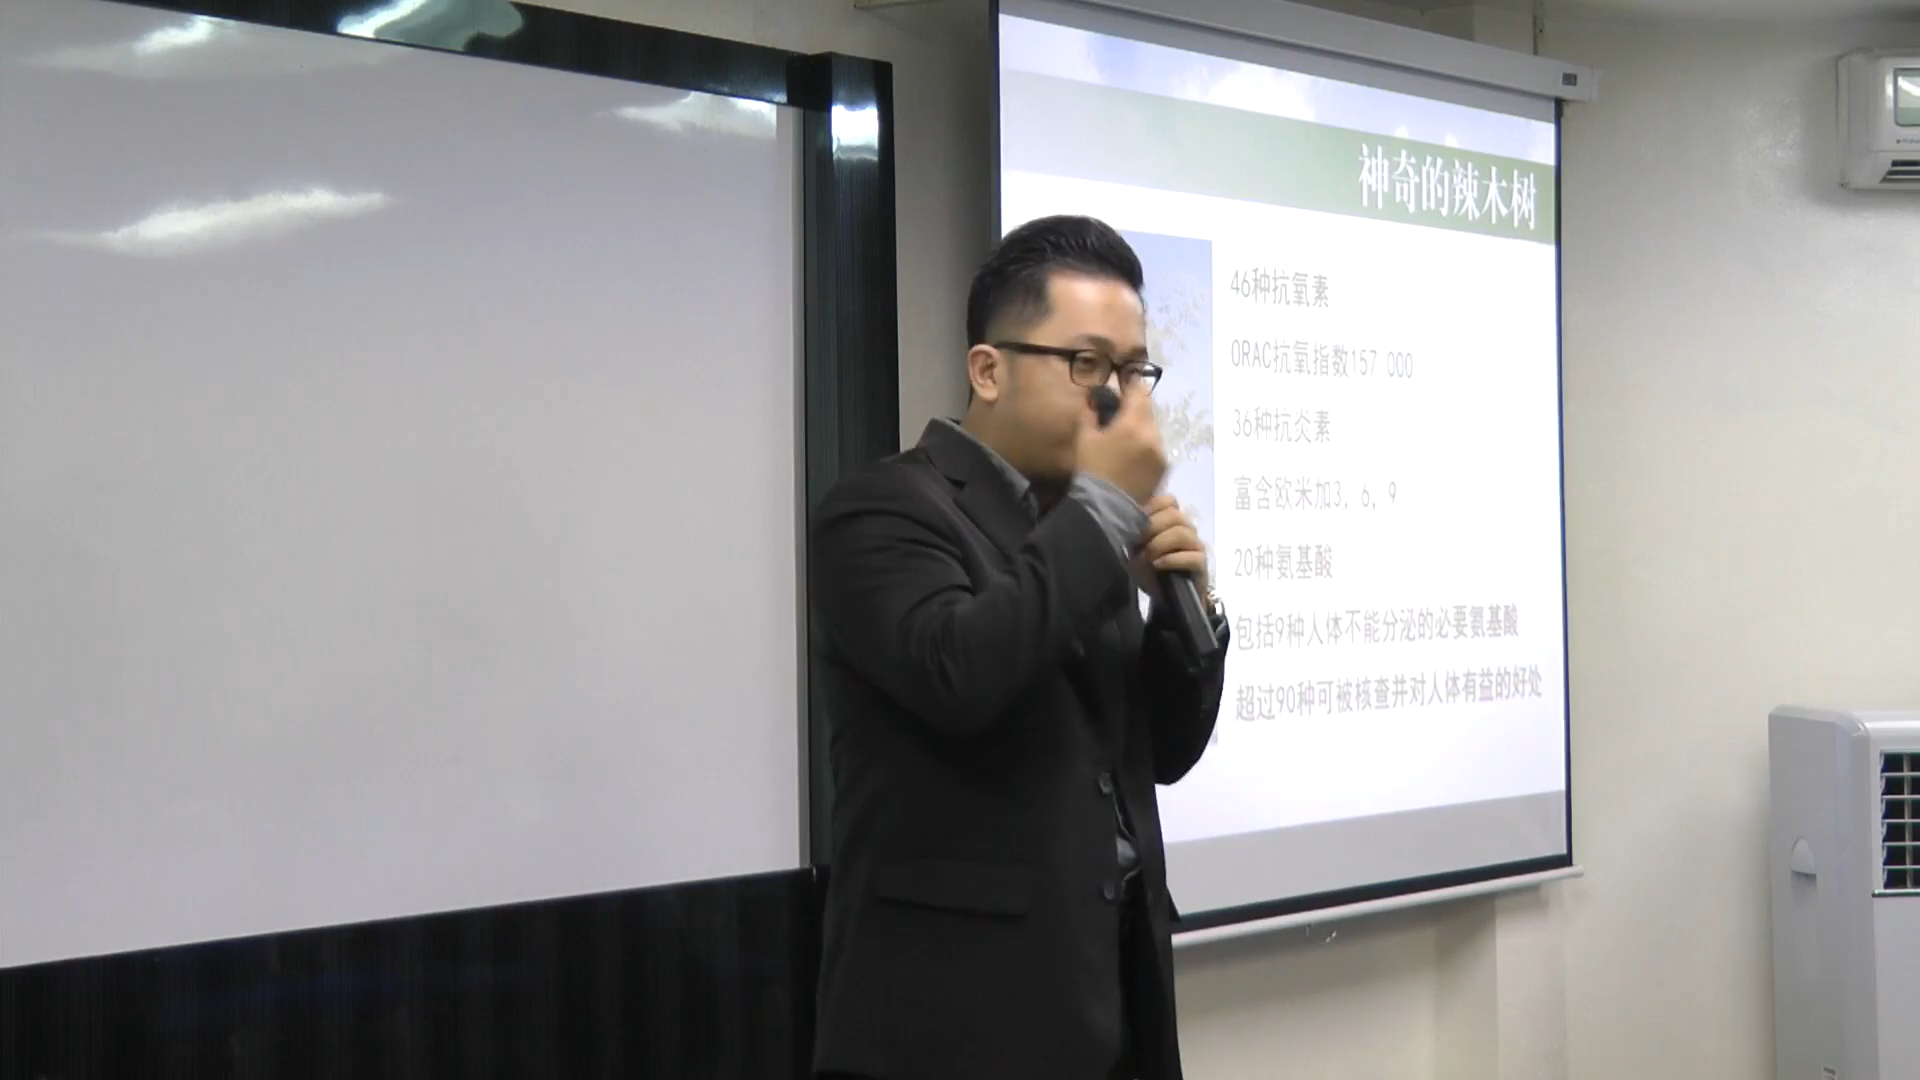 神奇的辣木树
46种抗氧素
ORAC抗氧指数157 000
36种抗炎素
富含欧米加3, 6, 9
20种氨基酸
包括9种人体不能分泌的必要氨基酸
超过90种可被核查并对人体有益的好处